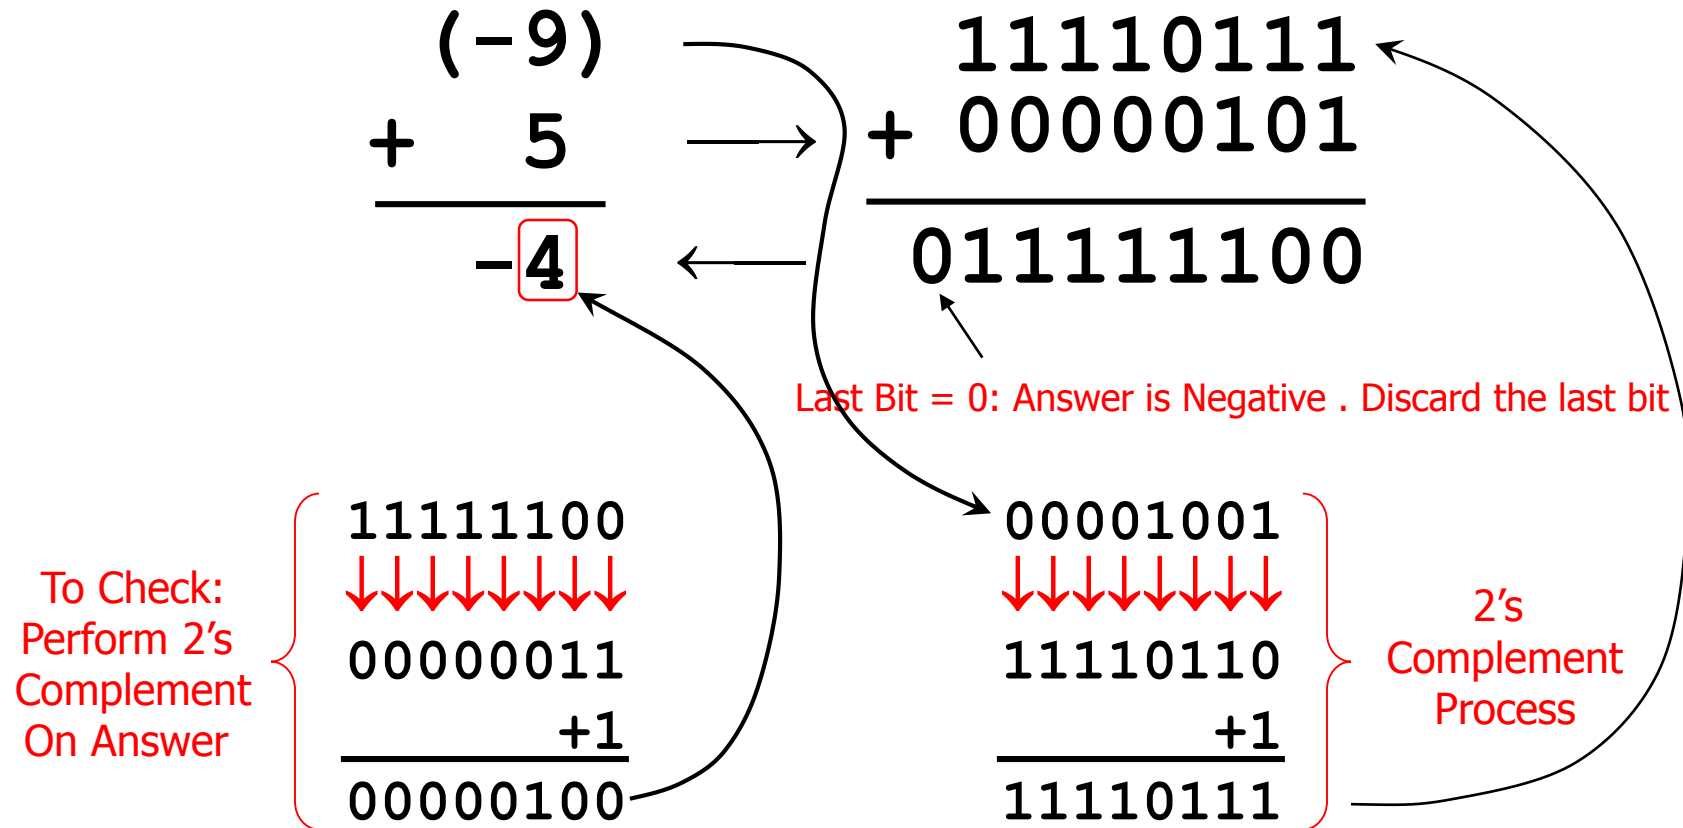 (-9)
+ 5
-4
11110111
+ 00000101
011111100
Last Bit = 0: Answer is Negative . Discard the last bit
To Check:
Perform 2’s
Complement
On Answer
11111100
00000011
+1
00000100
00001001
11110110
+1
11110111
2’s
Complement
Process